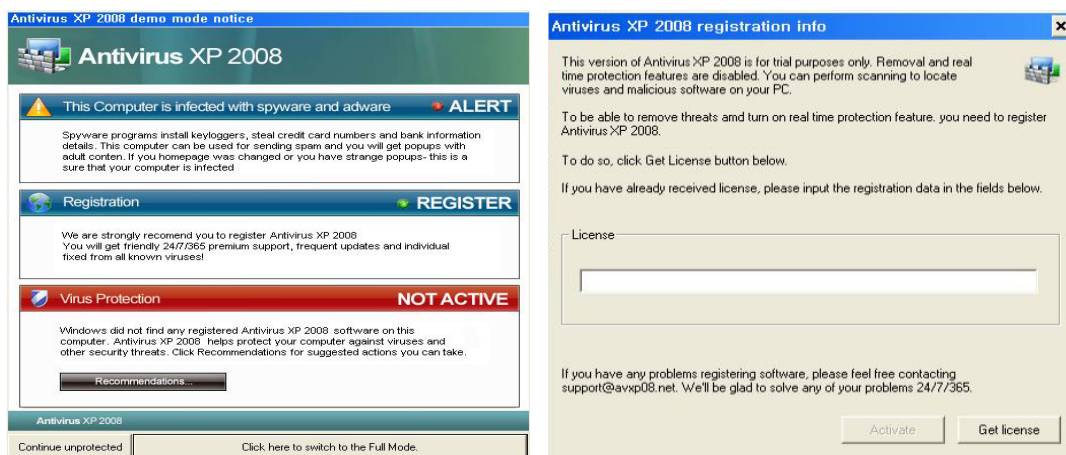 Antivirus XP 2008 demo mode notice
Antivirus XP 2008
This Computer is infected with spyware and adware
ALERT
Spyware programs install keyloggers, steal credit card numbers and bank information
details. This computer can be used for sending spam and you will get popups with
adult conten. If you homepage was changed or you have strange popups- this is a
sure that your computer is infected
Registration
REGISTER
We are strongly recomend you to register Antivirus XP 2008
You will get friendly 24/7/365 premium support, frequent updates and individual
fixed from all known viruses!
Virus Protection
NOT ACTIVE
Windows did not find any registered Antivirus XP 2008 software on this
computer. Antivirus XP 2008 helps protect your computer against viruses and
other security threats. Click Recommendations for suggested actions you can take.
Recommendations...
Antivirus XP 2008
Continue unprotected
Click here to switch to the Full Mode.
Antivirus XP 2008 registration info
This version of Antivirus XP 2008 is for trial purposes only. Removal and real
time protection features are disabled. You can perform scanning to locate
viruses and malicious software on your PC.
To be able to remove threats amd turn on real time protection feature. you need to register
Antivirus XP 2008.
To do so, click Get License button below.
If you have already received license, please input the registration data in the fields below.
License
If you have any problems registering software, please feel free contacting
support@avxp08.net. We'll be glad to solve any of your problems 24/7/365.
Activate
Get license